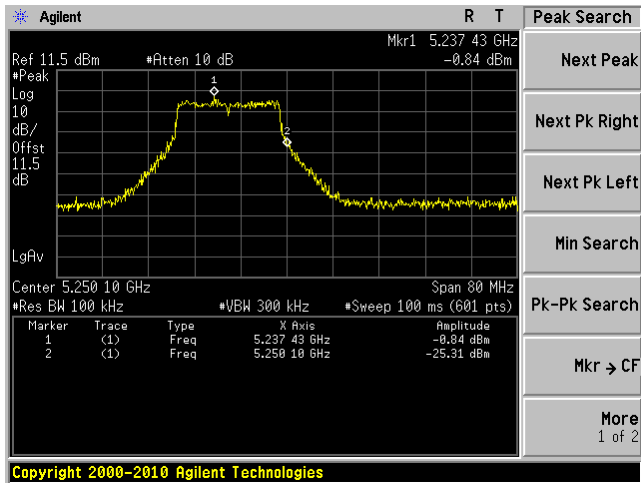 Agilent R T Peak Search
Mkr1 5.237 43 GHz
Ref 11.5 dBm #Atten 10 dB -0.84 dBm
#Peak
Log
10
dB/
Offst
11.5
dB
LgAv
1
2
Center 5.250 10 GHz Span 80 MHz
#Res BW 100 kHz #VBW 300 kHz #Sweep 100 ms (601 pts)
Marker Trace Type X Axis Amplitude
1 (1) Freq 5.237 43 GHz -0.84 dBm
2 (1) Freq 5.250 10 GHz -25.31 dBm
Next Peak
Next Pk Right
Next Pk Left
Min Search
Pk-Pk Search
Mkr → CF
More
1 of 2
Copyright 2000-2010 Agilent Technologies